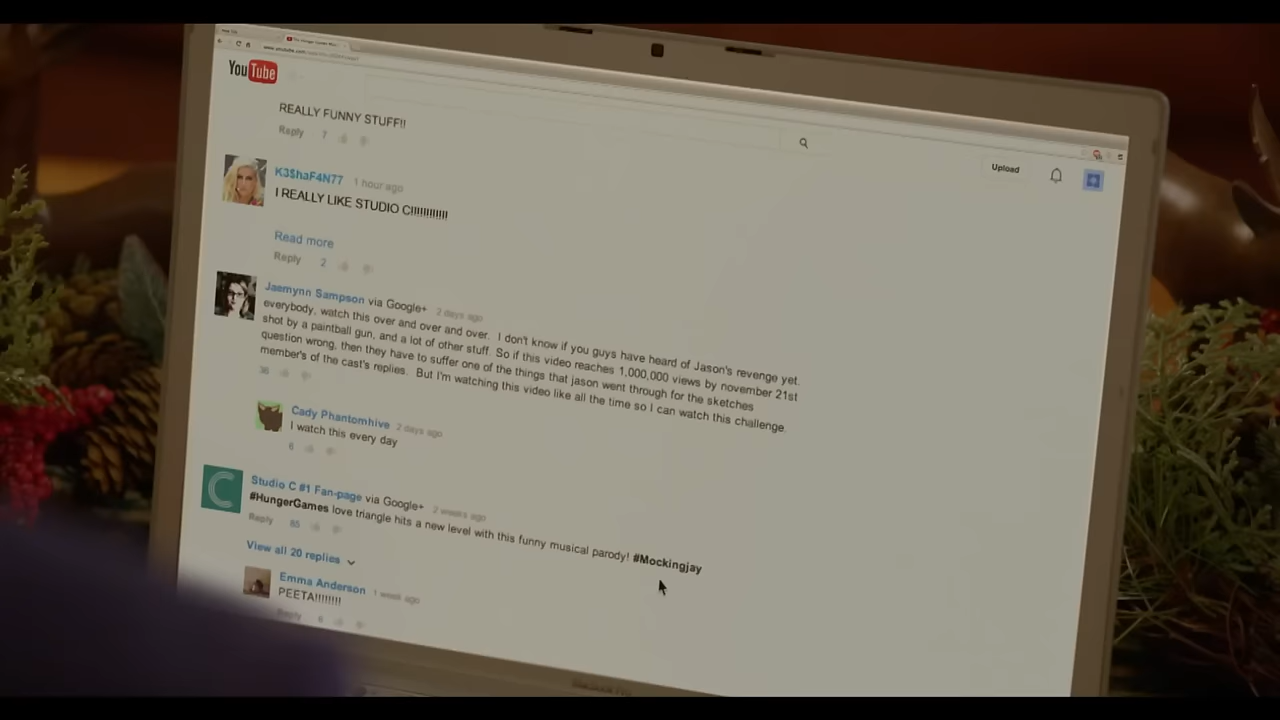 YouTube
Upload
REALLY FUNNY STUFF!!
Reply 7
K3$haF4N77 1 hour ago
I REALLY LIKE STUDIO C!!!!!!!!!!!!
Read more
Reply 2
Jaemynn Sampson via Google+ 2 days ago
everybody, watch this over and over and over. I don't know if you guys have heard of Jason's revenge yet.
shot by a paintball gun, and a lot of other stuff. So if this video reaches 1,000,000 views by november 21st
question wrong, then they have to suffer one of the things that jason went through for the sketches
member's of the cast's replies. But I'm watching this video like all the time so I can watch this challenge.
36
Cady Phantomhive 2 days ago
I watch this every day
6
Studio C #1 Fan-page via Google+ 2 weeks ago
#HungerGames love triangle hits a new level with this funny musical parody! #Mockingjay
Reply 85
View all 20 replies
Emma Anderson 1 week ago
PEETA!!!!!!!!
Reply 6